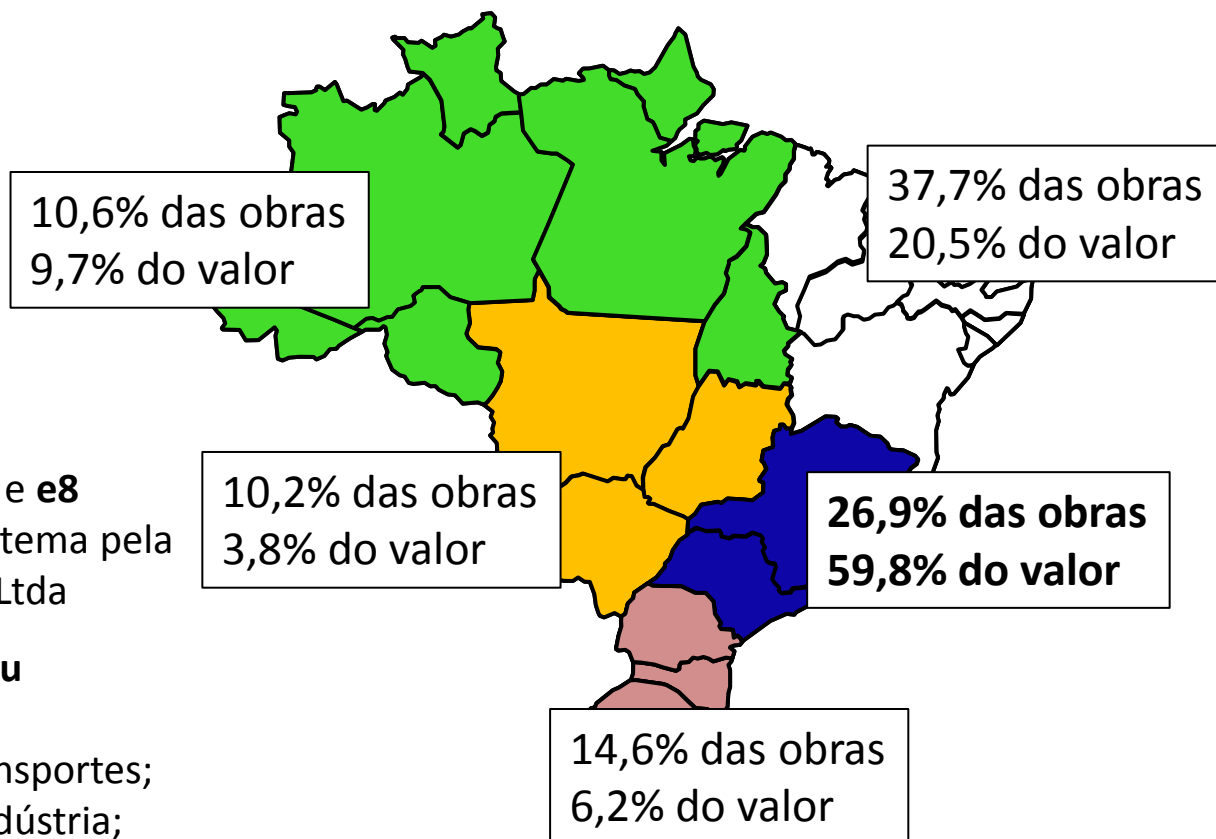 10,6% das obras
9,7% do valor
37,7% das obras
20,5% do valor
10,2% das obras
3,8% do valor
26,9% das obras
59,8% do valor
14,6% das obras
6,2% do valor
e e8
tema pela
Ltda
u
nsportes;
dústria;